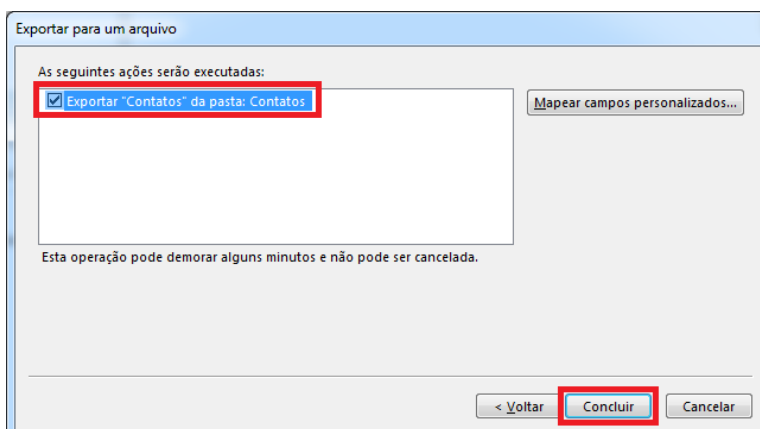 Exportar para um arquivo
As seguintes ações serão executadas:
Exportar "Contatos" da pasta: Contatos
Mapear campos personalizados...
Esta operação pode demorar alguns minutos e não pode ser cancelada.
< Voltar
Concluir
Cancelar